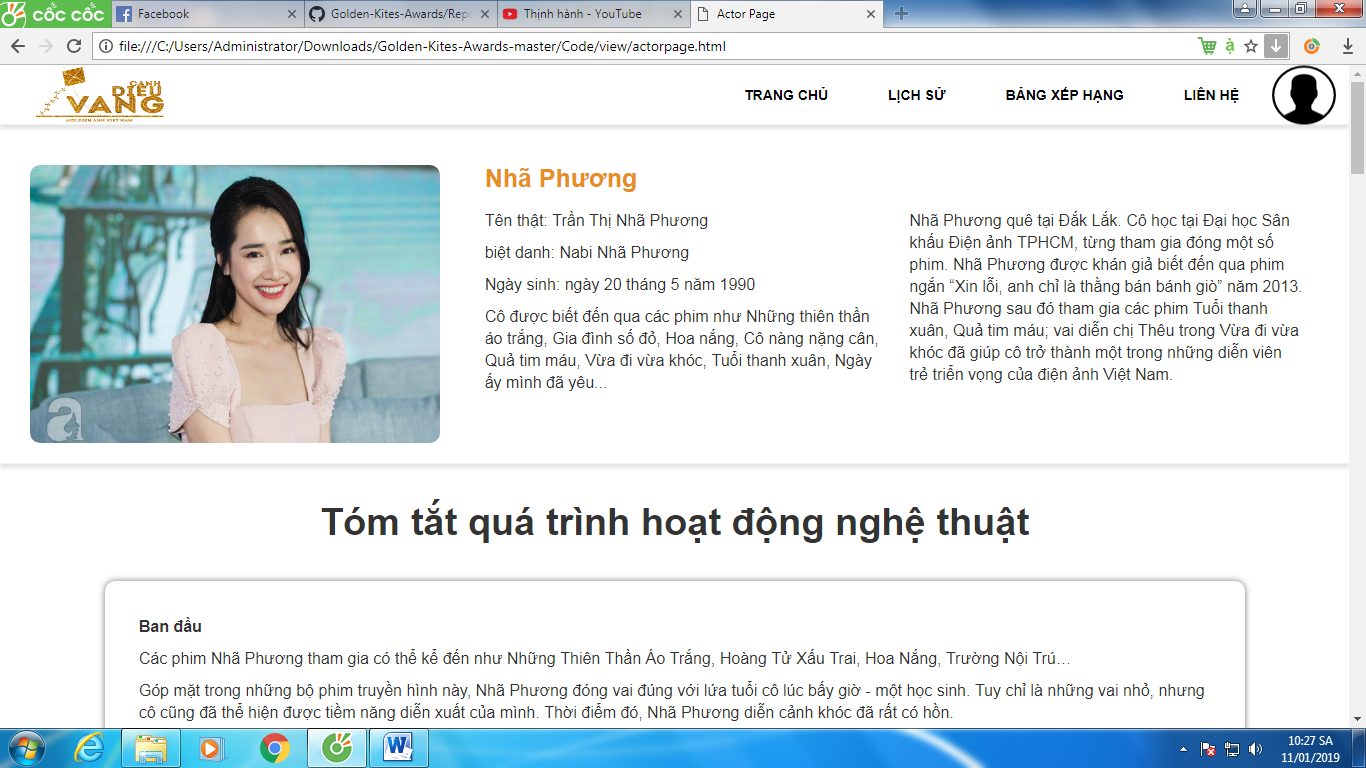 cốc cốc
Facebook
Golden-Kites-Awards/Repo
Thịnh hành - YouTube
Actor Page
file:///C:/Users/Administrator/Downloads/Golden-Kites-Awards-master/Code/view/actorpage.html
CÁNH
DIỀU
VÀNG
HỘI ĐIỆN ẢNH VIỆT NAM
TRANG CHỦ
LỊCH SỬ
BẢNG XẾP HẠNG
LIÊN HỆ
Nhã Phương
Tên thật: Trần Thị Nhã Phương
biệt danh: Nabi Nhã Phương
Ngày sinh: ngày 20 tháng 5 năm 1990
Cô được biết đến qua các phim như Những thiên thần
áo trắng, Gia đình số đỏ, Hoa nắng, Cô nàng nặng cân,
Quả tim máu, Vừa đi vừa khóc, Tuổi thanh xuân, Ngày
ấy mình đã yêu...
Nhã Phương quê tại Đắk Lắk. Cô học tại Đại học Sân
khấu Điện ảnh TPHCM, từng tham gia đóng một số
phim. Nhã Phương được khán giả biết đến qua phim
ngắn “Xin lỗi, anh chỉ là thằng bán bánh giò” năm 2013.
Nhã Phương sau đó tham gia các phim Tuổi thanh
xuân, Quả tim máu; vai diễn chị Thêu trong Vừa đi vừa
khóc đã giúp cô trở thành một trong những diễn viên
trẻ triển vọng của điện ảnh Việt Nam.
a
Tóm tắt quá trình hoạt động nghệ thuật
Ban đầu
Các phim Nhã Phương tham gia có thể kể đến như Những Thiên Thần Áo Trắng, Hoàng Tử Xấu Trai, Hoa Nắng, Trường Nội Trú…
Góp mặt trong những bộ phim truyền hình này, Nhã Phương đóng vai đúng với lứa tuổi cô lúc bấy giờ - một học sinh. Tuy chỉ là những vai nhỏ, nhưng
cô cũng đã thể hiện được tiềm năng diễn xuất của mình. Thời điểm đó, Nhã Phương diễn cảnh khóc đã rất có hồn.
10:27 SA
11/01/2019